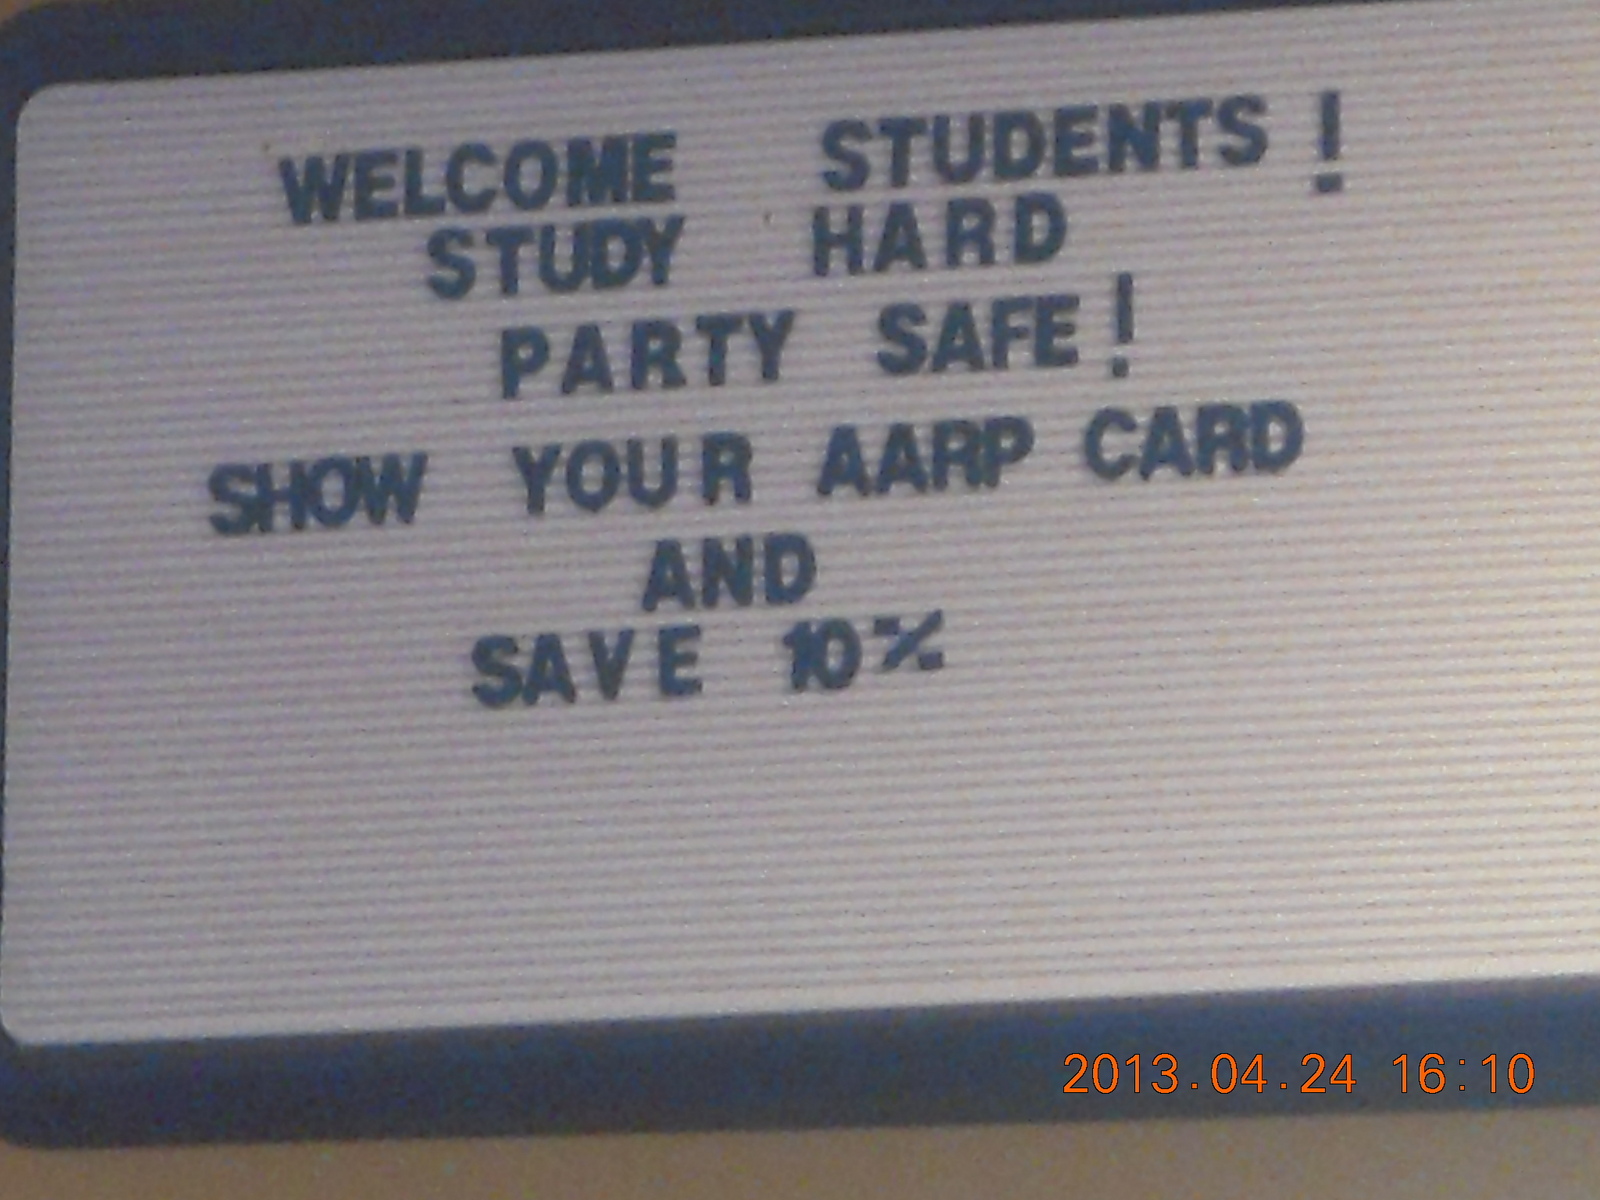 WELCOME STUDENTS!
STUDY HARD
PARTY SAFE!
SHOW YOUR AARP CARD
AND
SAVE 10%
2013.04.24 16:10